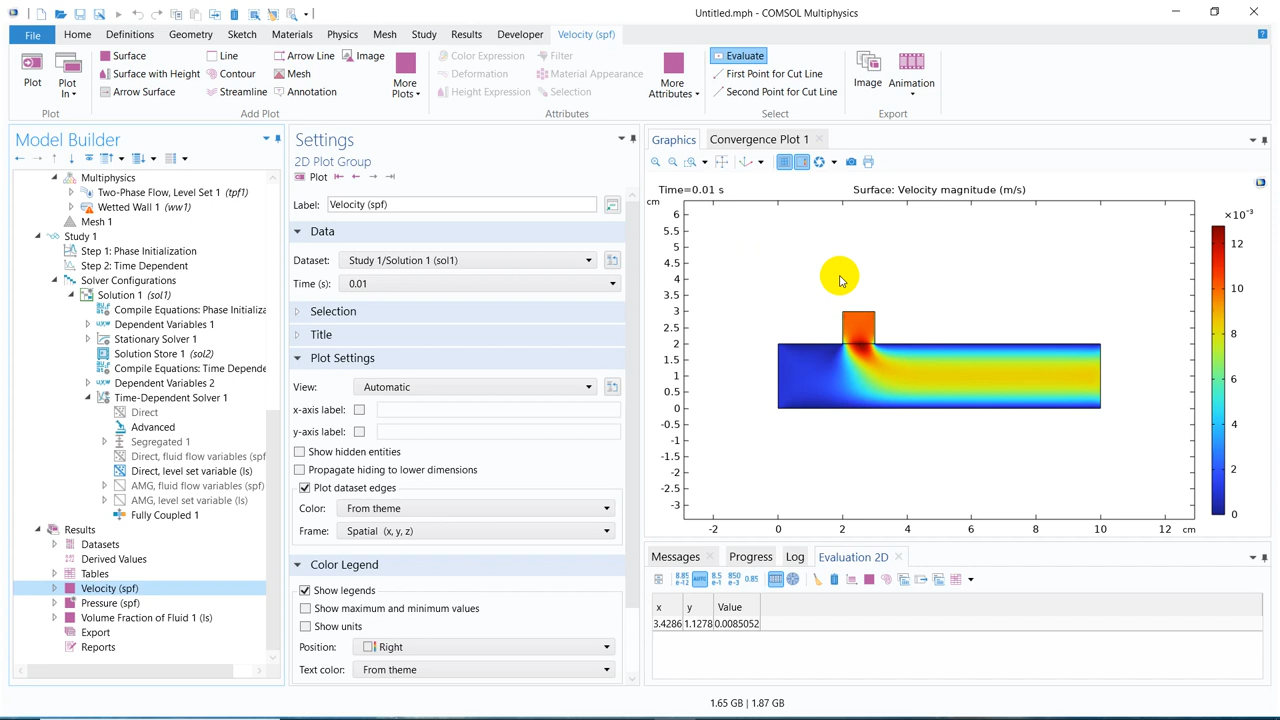 Untitled.mph - COMSOL Multiphysics
File Home Definitions Geometry Sketch Materials Physics Mesh Study Results Developer Velocity (spf)
Plot
Plot In
Plot
Surface
Surface with Height
Arrow Surface
Line
Contour
Streamline
Arrow Line
Mesh
Annotation
Image
More Plots
Add Plot
Color Expression
Deformation
Height Expression
Filter
Material Appearance
Selection
More Attributes
Attributes
Evaluate
First Point for Cut Line
Second Point for Cut Line
Select
Image
Animation
Export
Model Builder
Multiphysics
Two-Phase Flow, Level Set 1 (tpf1)
Wetted Wall 1 (ww1)
Mesh 1
Study 1
Step 1: Phase Initialization
Step 2: Time Dependent
Solver Configurations
Solution 1 (sol1)
Compile Equations: Phase Initializa
Dependent Variables 1
Stationary Solver 1
Solution Store 1 (sol2)
Compile Equations: Time Depende
Dependent Variables 2
Time-Dependent Solver 1
Direct
Advanced
Segregated 1
Direct, fluid flow variables (spf
Direct, level set variable (ls)
AMG, fluid flow variables (spf)
AMG, level set variable (ls)
Fully Coupled 1
Results
Datasets
Derived Values
Tables
Velocity (spf)
Pressure (spf)
Volume Fraction of Fluid 1 (ls)
Export
Reports
Settings
2D Plot Group
Plot
Label: Velocity (spf)
Data
Dataset: Study 1/Solution 1 (sol1)
Time (s): 0.01
Selection
Title
Plot Settings
View: Automatic
x-axis label:
y-axis label:
Show hidden entities
Propagate hiding to lower dimensions
Plot dataset edges
Color: From theme
Frame: Spatial (x, y, z)
Color Legend
Show legends
Show maximum and minimum values
Show units
Position: Right
Text color: From theme
Graphics Convergence Plot 1
Time=0.01 s Surface: Velocity magnitude (m/s)
cm
6
5.5
5
4.5
4
3.5
3
2.5
2
1.5
1
0.5
0
-0.5
-1
-1.5
-2
-2.5
-3
-2 0 2 4 6 8 10 12 cm
×10⁻³
12
10
8
6
4
2
0
Messages Progress Log Evaluation 2D
8.85 e-12 AUTO 8.5 e-1 850 e-3 0.85
x y Value
3.4286 1.1278 0.0085052
1.65 GB | 1.87 GB